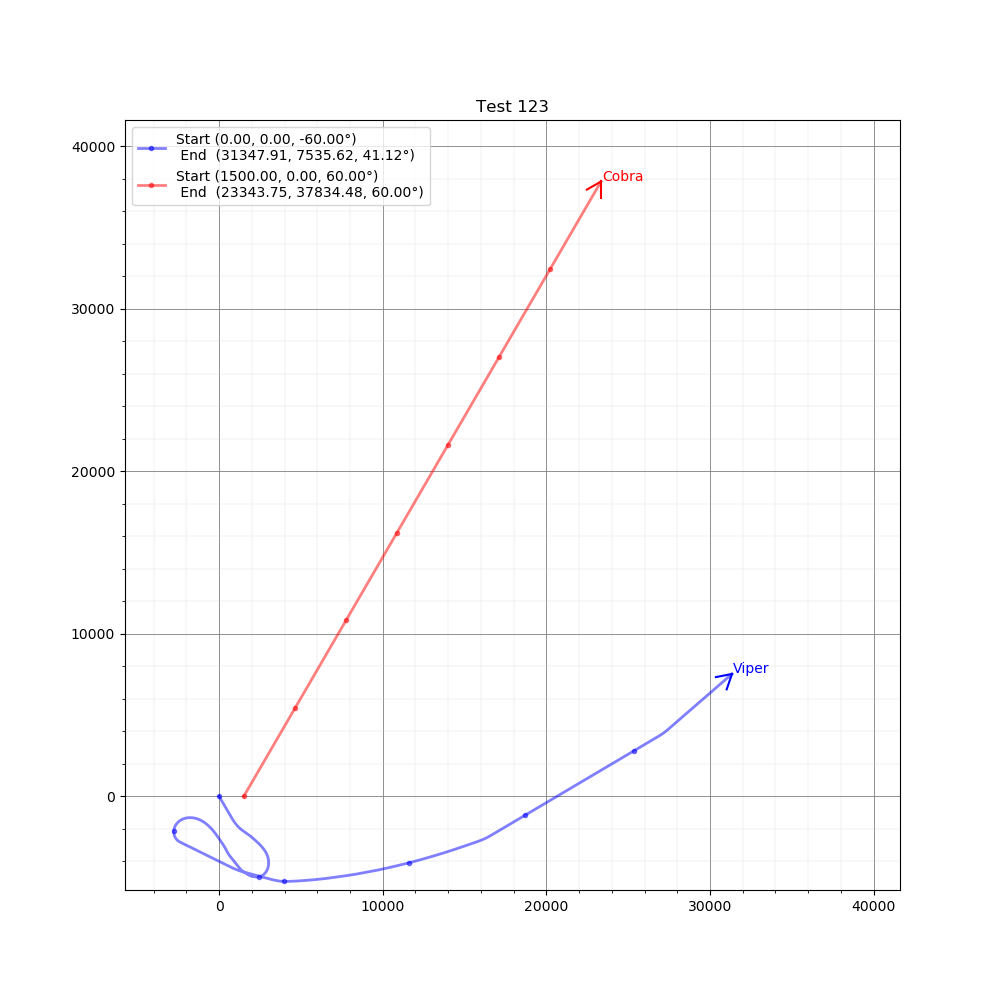 Test 123
Start (0.00, 0.00, -60.00°)
End  (31347.91, 7535.62, 41.12°)
Start (1500.00, 0.00, 60.00°)
End  (23343.75, 37834.48, 60.00°)
Cobra
Viper
40000
30000
20000
10000
0
0
10000
20000
30000
40000